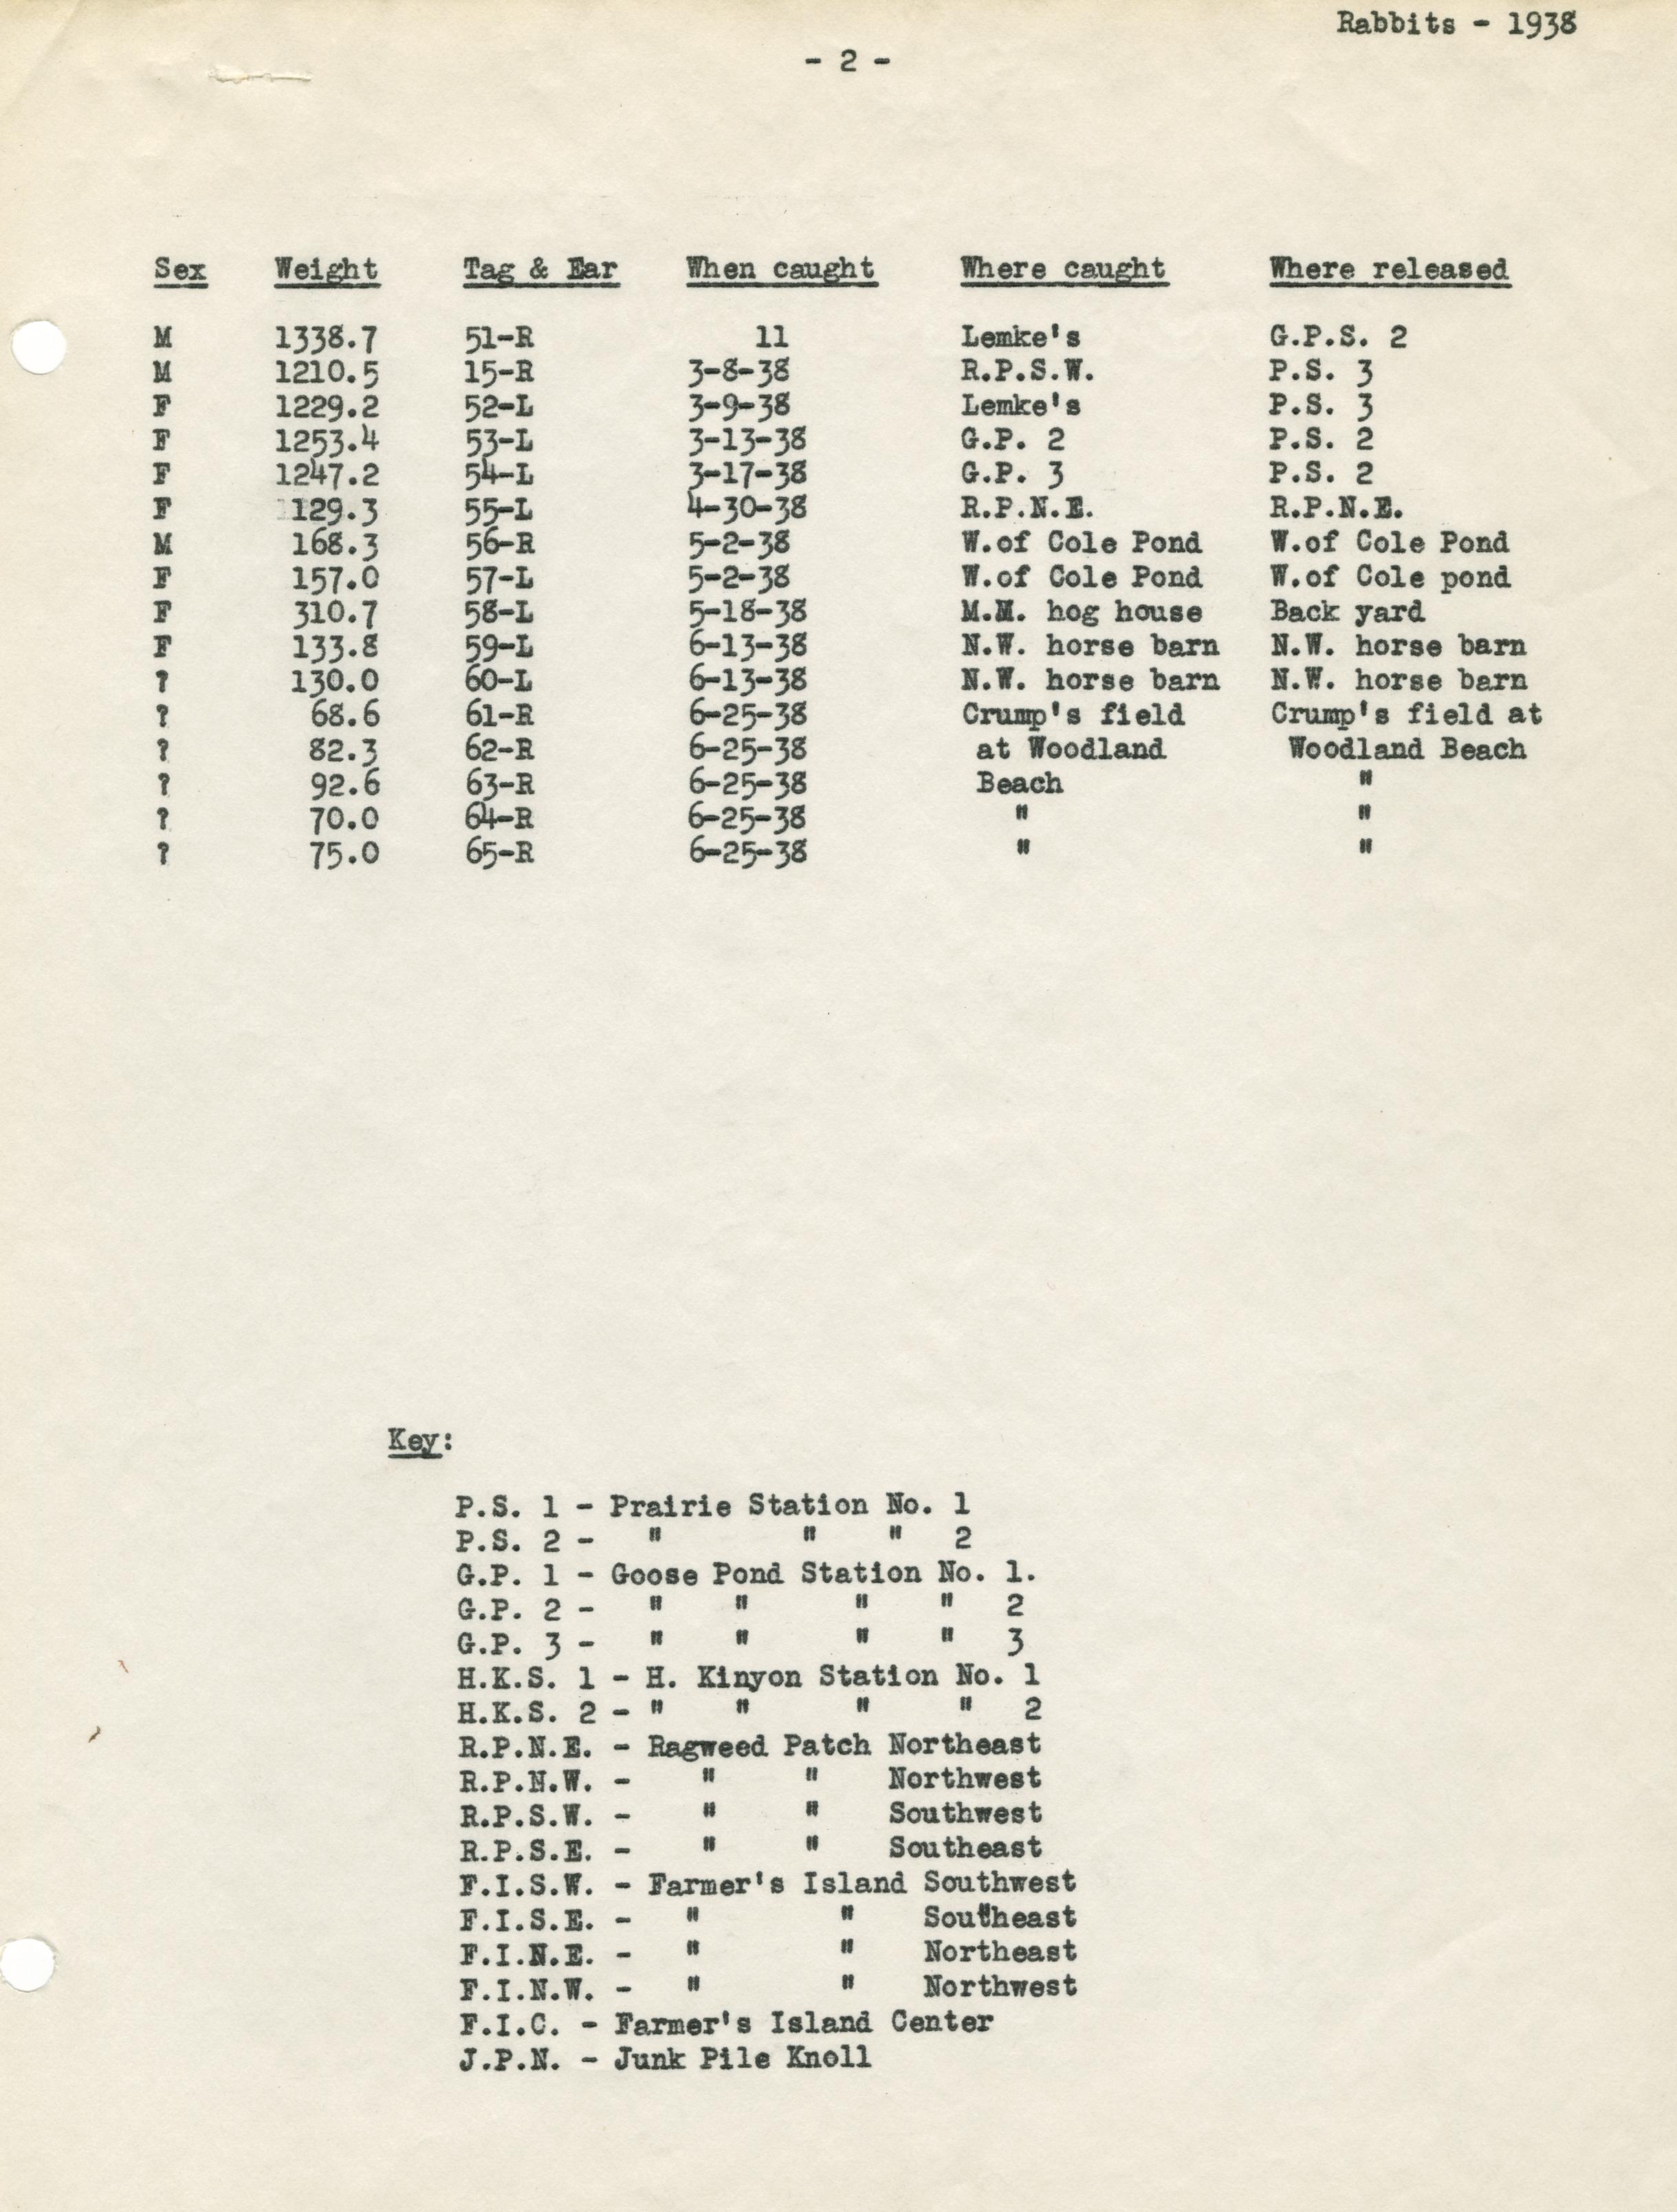 Rabbits - 1938
- 2 -
Sex Weight Tag & Ear When caught Where caught Where released
M 1338.7 51-R 11 Lemke's G.P.S. 2
M 1210.5 15-R 3-8-38 R.P.S.W. P.S. 3
F 1229.2 52-L 3-9-38 Lemke's P.S. 3
F 1253.4 53-L 3-13-38 G.P. 2 P.S. 2
F 1247.2 54-L 3-17-38 G.P. 3 P.S. 2
F 129.3 55-L 4-30-38 R.P.N.E. R.P.N.E.
M 168.3 56-R 5-2-38 W.of Cole Pond W.of Cole Pond
F 157.0 57-L 5-2-38 W.of Cole Pond W.of Cole pond
F 310.7 58-L 5-18-38 M.M. hog house Back yard
F 133.8 59-L 6-13-38 N.W. horse barn N.W. horse barn
? 130.0 60-L 6-13-38 N.W. horse barn N.W. horse barn
? 68.6 61-R 6-25-38 Crump's field Crump's field at
? 82.3 62-R 6-25-38 at Woodland Woodland Beach
? 92.6 63-R 6-25-38 Beach "
? 70.0 64-R 6-25-38 " "
? 75.0 65-R 6-25-38 " "
Key:
P.S. 1 - Prairie Station No. 1
P.S. 2 - " " " 2
G.P. 1 - Goose Pond Station No. 1.
G.P. 2 - " " " " 2
G.P. 3 - " " " " 3
H.K.S. 1 - H. Kinyon Station No. 1
H.K.S. 2 - " " " " 2
R.P.N.E. - Ragweed Patch Northeast
R.P.N.W. - " " Northwest
R.P.S.W. - " " Southwest
R.P.S.E. - " " Southeast
F.I.S.W. - Farmer's Island Southwest
F.I.S.E. - " " Southeast
F.I.N.E. - " " Northeast
F.I.N.W. - " " Northwest
F.I.C. - Farmer's Island Center
J.P.N. - Junk Pile Knoll